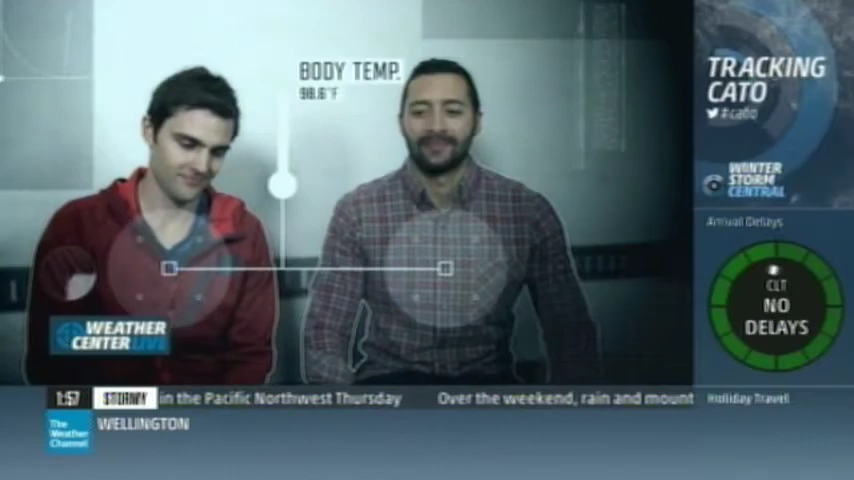 BODY TEMP.
98.6°F
TRACKING
CATO
#cato
WINTER
STORM
CENTRAL
Arrival Delays
CLT
NO
DELAYS
WEATHER
CENTER LIVE
1:57
STORMY
in the Pacific Northwest Thursday
Over the weekend, rain and mount
Holiday Travel
The
Weather
Channel
WELLINGTON